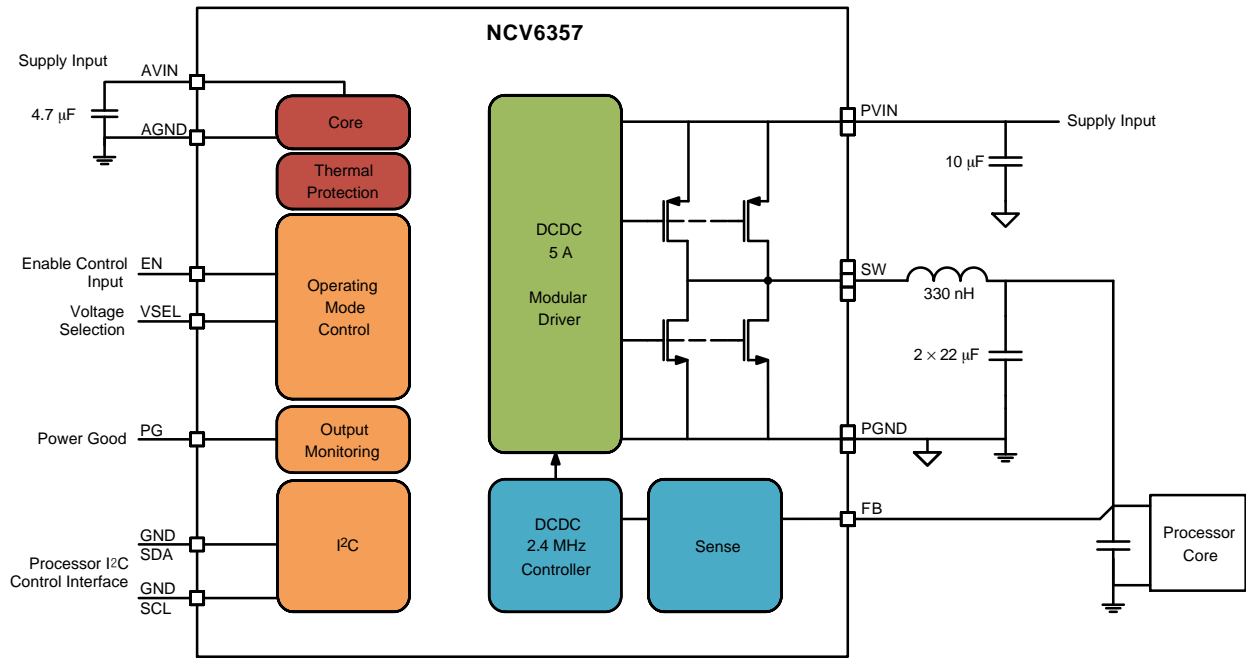 NCV6357
Supply Input
AVIN
4.7 μF
AGND
Core
Thermal
Protection
Enable Control
Input
EN
Voltage
Selection
VSEL
Operating
Mode
Control
Power Good
PG
Output
Monitoring
Processor I²C
Control Interface
GND
SDA
GND
SCL
I²C
DCDC
5 A
Modular
Driver
DCDC
2.4 MHz
Controller
Sense
PVIN
Supply Input
10 μF
SW
330 nH
2 × 22 μF
PGND
FB
Processor
Core